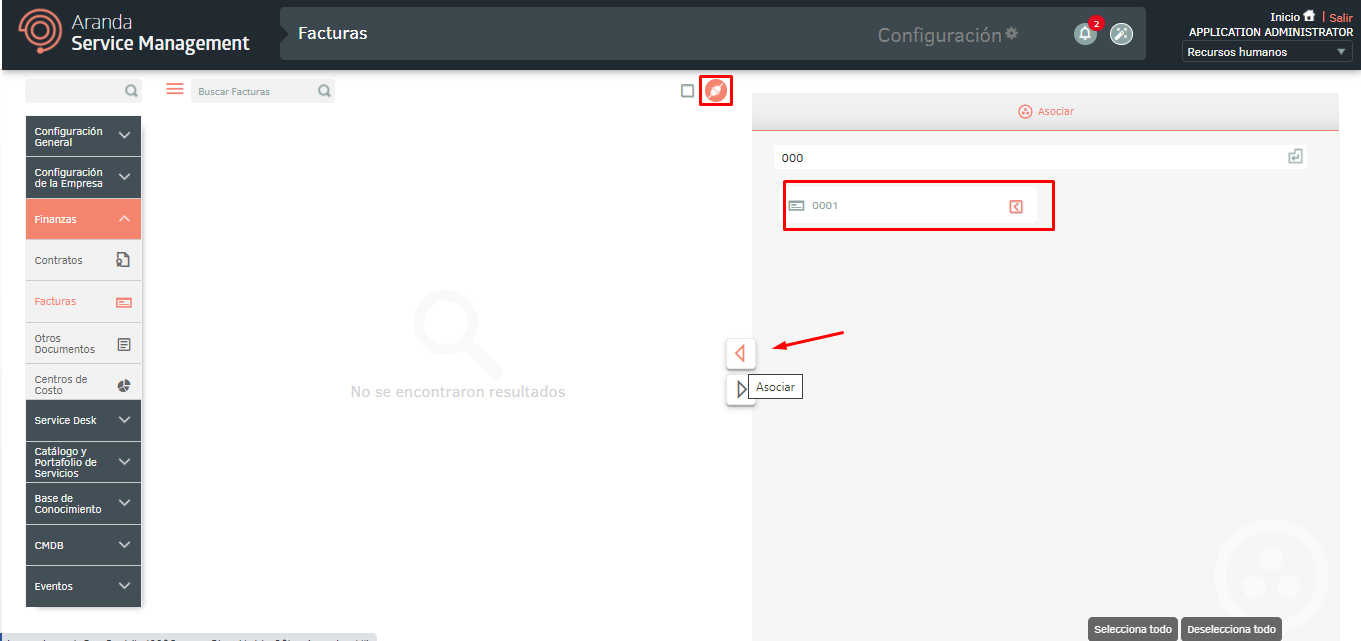 Aranda
Service Management
Facturas
Configuración
2
Inicio | Salir
APPLICATION ADMINISTRATOR
Recursos humanos
Buscar Facturas
Configuración
General
Configuración
de la Empresa
Finanzas
Contratos
Facturas
Otros
Documentos
Centros de
Costo
Service Desk
Catálogo y
Portafolio de
Servicios
Base de
Conocimiento
CMDB
Eventos
No se encontraron resultados
Asociar
000
0001
Asociar
Selecciona todo
Deselecciona todo